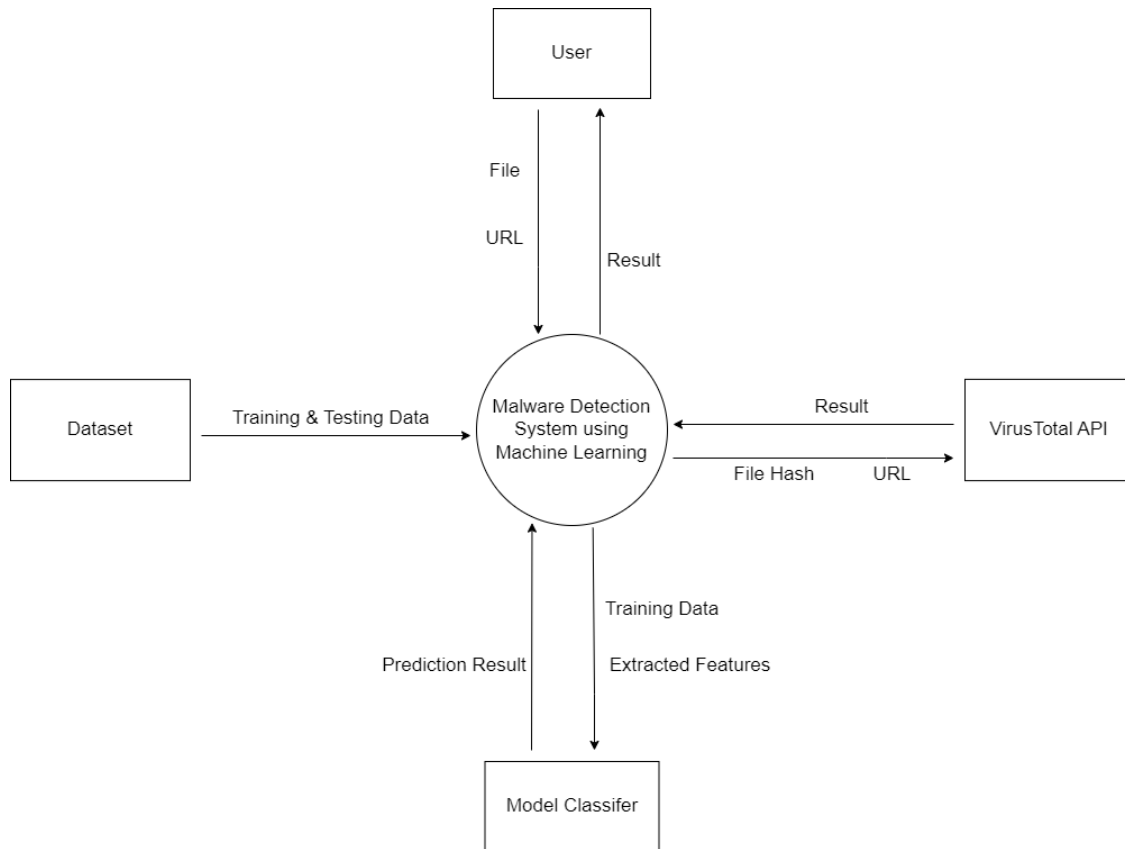 User
File
URL
Result
Dataset
Training & Testing Data
Malware Detection
System using
Machine Learning
Result
File Hash
URL
VirusTotal API
Training Data
Prediction Result
Extracted Features
Model Classifer